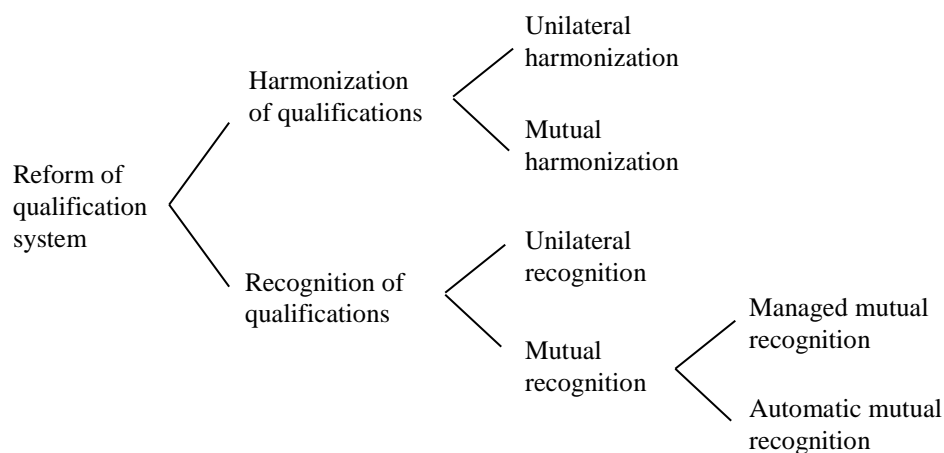 Reform of
qualification
system
Harmonization
of qualifications
Unilateral
harmonization
Mutual
harmonization
Recognition of
qualifications
Unilateral
recognition
Mutual
recognition
Managed mutual
recognition
Automatic mutual
recognition